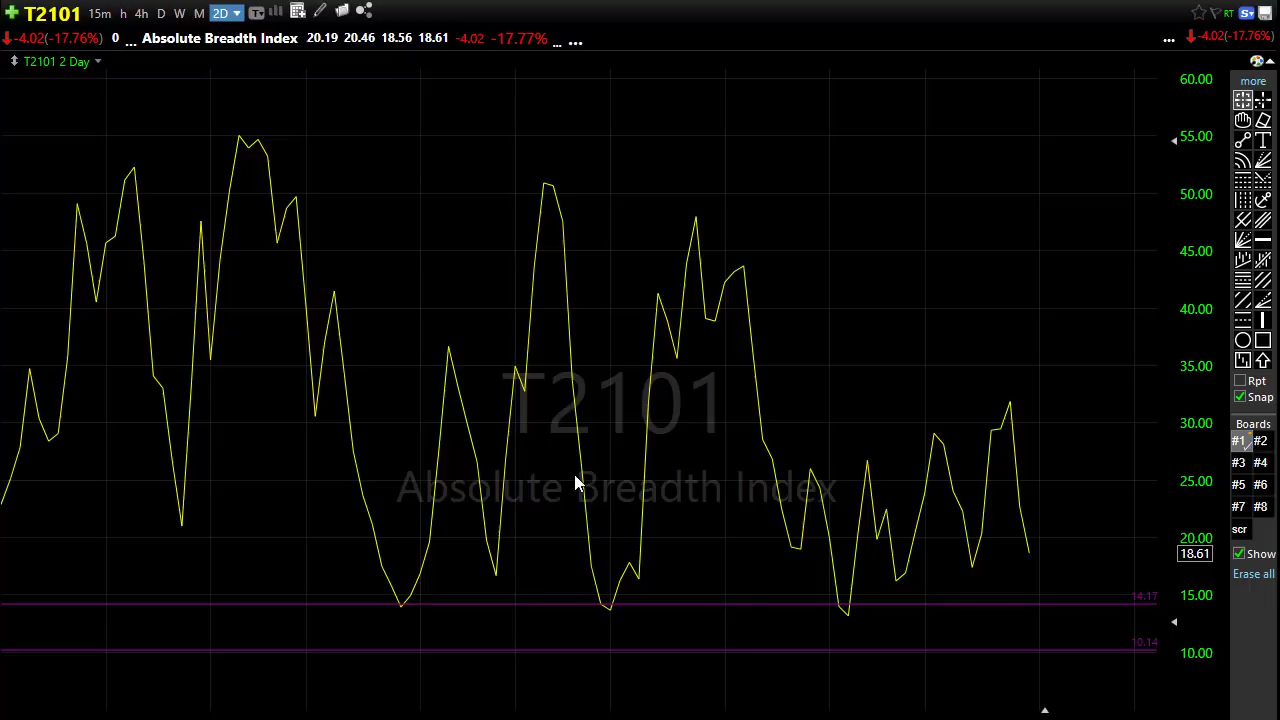 T2101 15m h 4h D W M 2D T RT S
-4.02(-17.76%) 0 ... Absolute Breadth Index 20.19 20.46 18.56 18.61 -4.02 -17.77% ... ... ... -4.02(-17.76%)
T2101 2 Day
more
60.00
55.00
50.00
45.00
40.00
35.00
30.00
25.00
20.00
18.61
15.00
10.00
14.17
10.14
T2101
Absolute Breadth Index
T
Rpt
Snap
Boards
#1 #2
#3 #4
#5 #6
#7 #8
scr
Show
Erase all